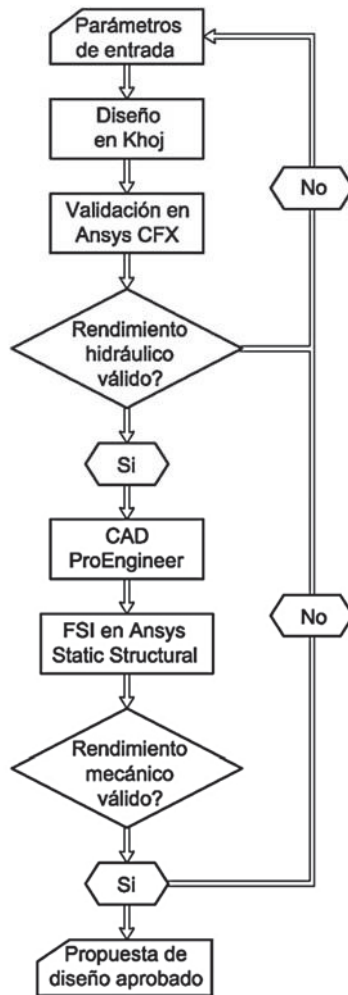 Parámetros
de entrada
Diseño
en Khoj
No
Validación en
Ansys CFX
Rendimiento
hidráulico
válido?
Si
CAD
ProEngineer
No
FSI en Ansys
Static Structural
Rendimiento
mecánico
válido?
Si
Propuesta de
diseño aprobado